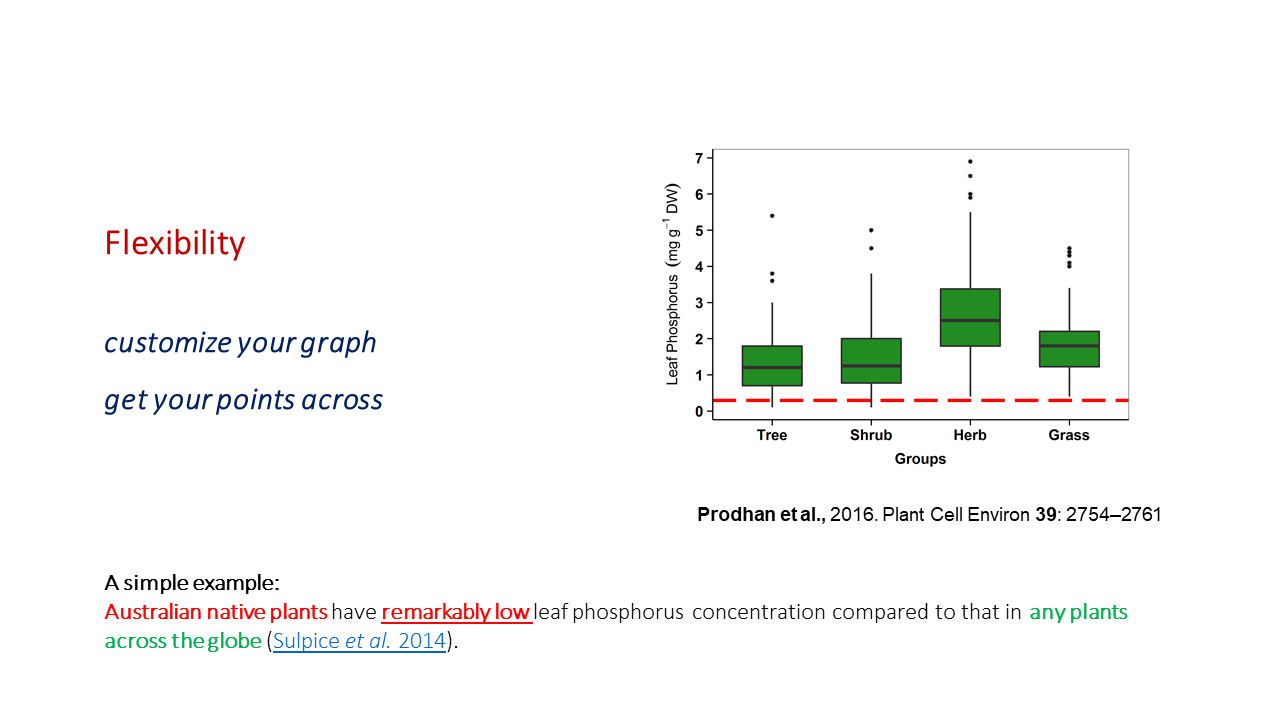 Flexibility
customize your graph
get your points across
7
6
5
4
3
2
1
0
Leaf Phosphorus (mg g⁻¹ DW)
Tree Shrub Herb Grass
Groups
Prodhan et al., 2016. Plant Cell Environ 39: 2754–2761
A simple example:
Australian native plants have remarkably low leaf phosphorus concentration compared to that in any plants
across the globe (Sulpice et al. 2014).